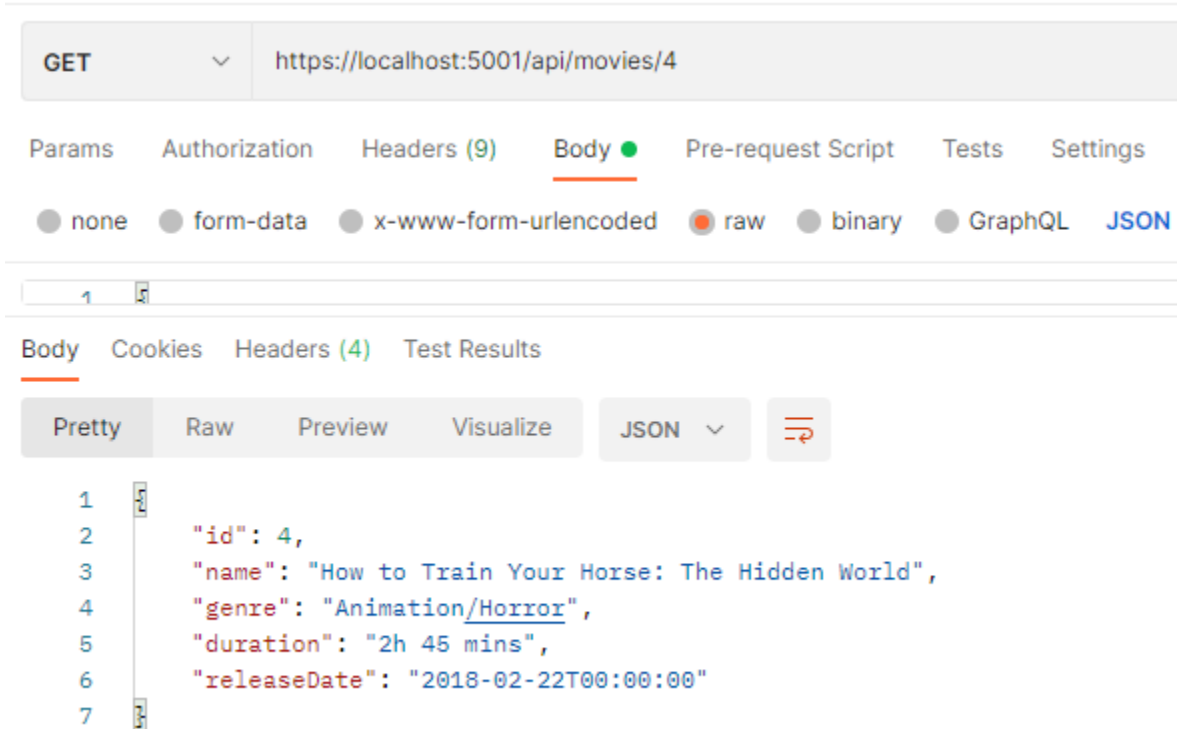 GET https://localhost:5001/api/movies/4
Params Authorization Headers (9) Body Pre-request Script Tests Settings
none form-data x-www-form-urlencoded raw binary GraphQL JSON
1 {
Body Cookies Headers (4) Test Results
Pretty Raw Preview Visualize JSON
1 {
2 "id": 4,
3 "name": "How to Train Your Horse: The Hidden World",
4 "genre": "Animation/Horror",
5 "duration": "2h 45 mins",
6 "releaseDate": "2018-02-22T00:00:00"
7 }